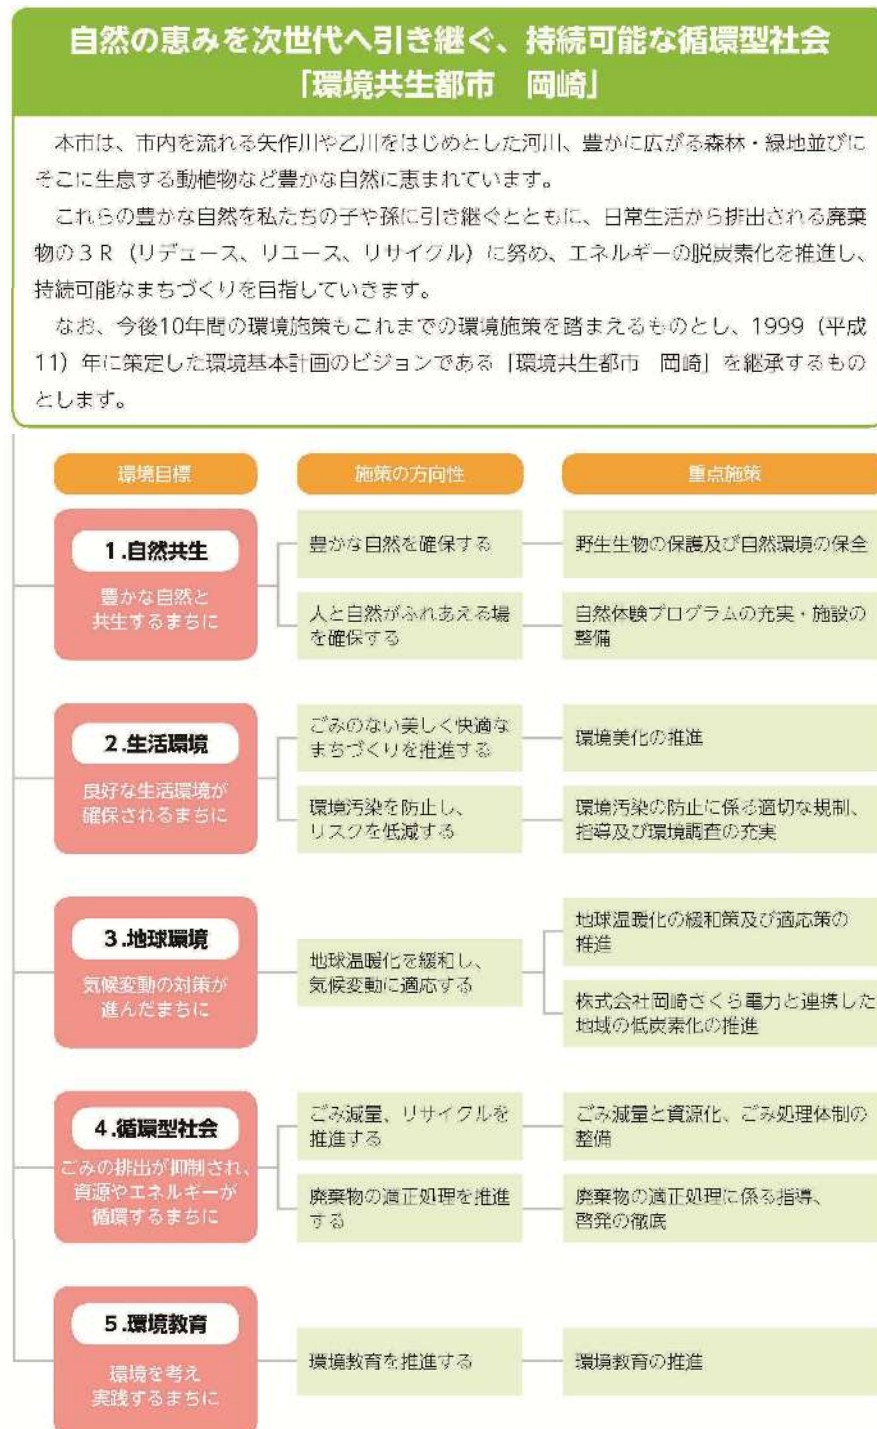 自然の恵みを次世代へ引き継ぐ、持続可能な循環型社会
「環境共生都市　岡崎」
本市は、市内を流れる矢作川や乙川をはじめとした河川、豊かに広がる森林・緑地並びに
そこに生息する動植物など豊かな自然に恵まれています。
これらの豊かな自然を私たちの子や孫に引き継ぐとともに、日常生活から排出される廃棄
物の３Ｒ（リデュース、リユース、リサイクル）に努め、エネルギーの脱炭素化を推進し、
持続可能なまちづくりを目指していきます。
なお、今後10年間の環境施策もこれまでの環境施策を踏まえるものとし、1999（平成
11）年に策定した環境基本計画のビジョンである「環境共生都市　岡崎」を継承するもの
とします。
環境目標
施策の方向性
重点施策
1.自然共生
豊かな自然と
共生するまちに
豊かな自然を確保する
野生生物の保護及び自然環境の保全
人と自然がふれあえる場
を確保する
自然体験プログラムの充実・施設の
整備
2.生活環境
良好な生活環境が
確保されるまちに
ごみのない美しく快適な
まちづくりを推進する
環境美化の推進
環境汚染を防止し、
リスクを低減する
環境汚染の防止に係る適切な規制、
指導及び環境調査の充実
3.地球環境
気候変動の対策が
進んだまちに
地球温暖化を緩和し、
気候変動に適応する
地球温暖化の緩和策及び適応策の
推進
株式会社岡崎さくら電力と連携した
地域の低炭素化の推進
4.循環型社会
ごみの排出が抑制され、
資源やエネルギーが
循環するまちに
ごみ減量、リサイクルを
推進する
ごみ減量と資源化、ごみ処理体制の
整備
廃棄物の適正処理を推進
する
廃棄物の適正処理に係る指導、
啓発の徹底
5.環境教育
環境を考え
実践するまちに
環境教育を推進する
環境教育の推進